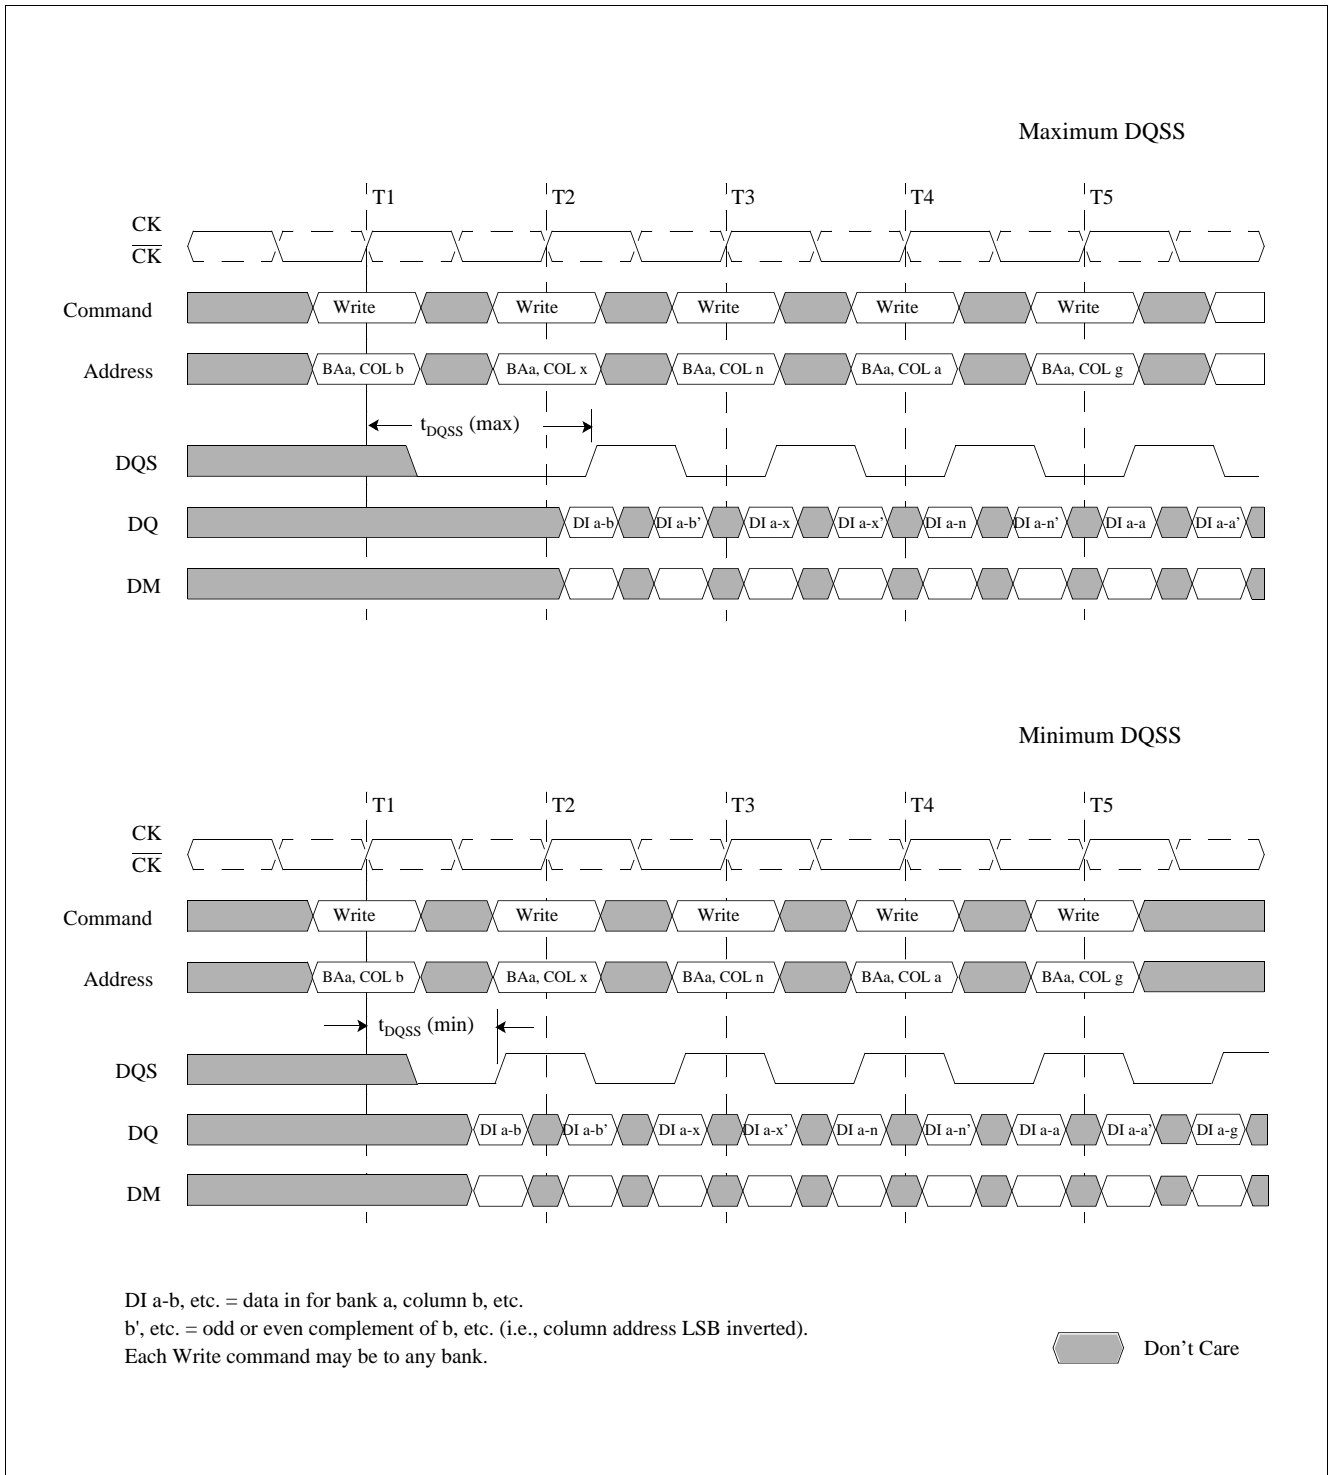 Maximum DQSS
T1 T2 T3 T4 T5
CK
CK
Command Write Write Write Write Write
Address BAa, COL b BAa, COL x BAa, COL n BAa, COL a BAa, COL g
tDQSS (max)
DQS
DQ DI a-b DI a-b’ DI a-x DI a-x’ DI a-n DI a-n’ DI a-a DI a-a’
DM
Minimum DQSS
T1 T2 T3 T4 T5
CK
CK
Command Write Write Write Write Write
Address BAa, COL b BAa, COL x BAa, COL n BAa, COL a BAa, COL g
tDQSS (min)
DQS
DQ DI a-b DI a-b’ DI a-x DI a-x’ DI a-n DI a-n’ DI a-a DI a-a’ DI a-g
DM
DI a-b, etc. = data in for bank a, column b, etc.
b', etc. = odd or even complement of b, etc. (i.e., column address LSB inverted).
Each Write command may be to any bank.
Don’t Care